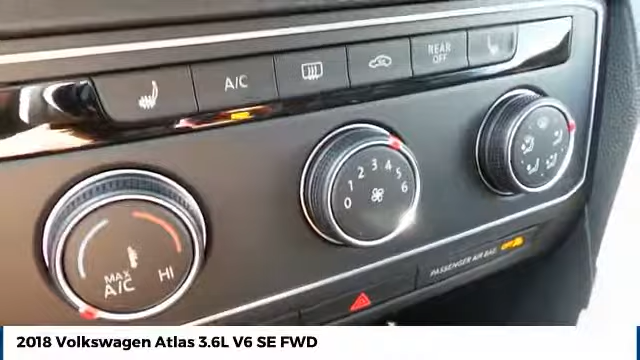 A/C
REAR
OFF
0 1 2 3 4 5 6
MAX
A/C
HI
PASSENGER AIR BAG OFF
2018 Volkswagen Atlas 3.6L V6 SE FWD